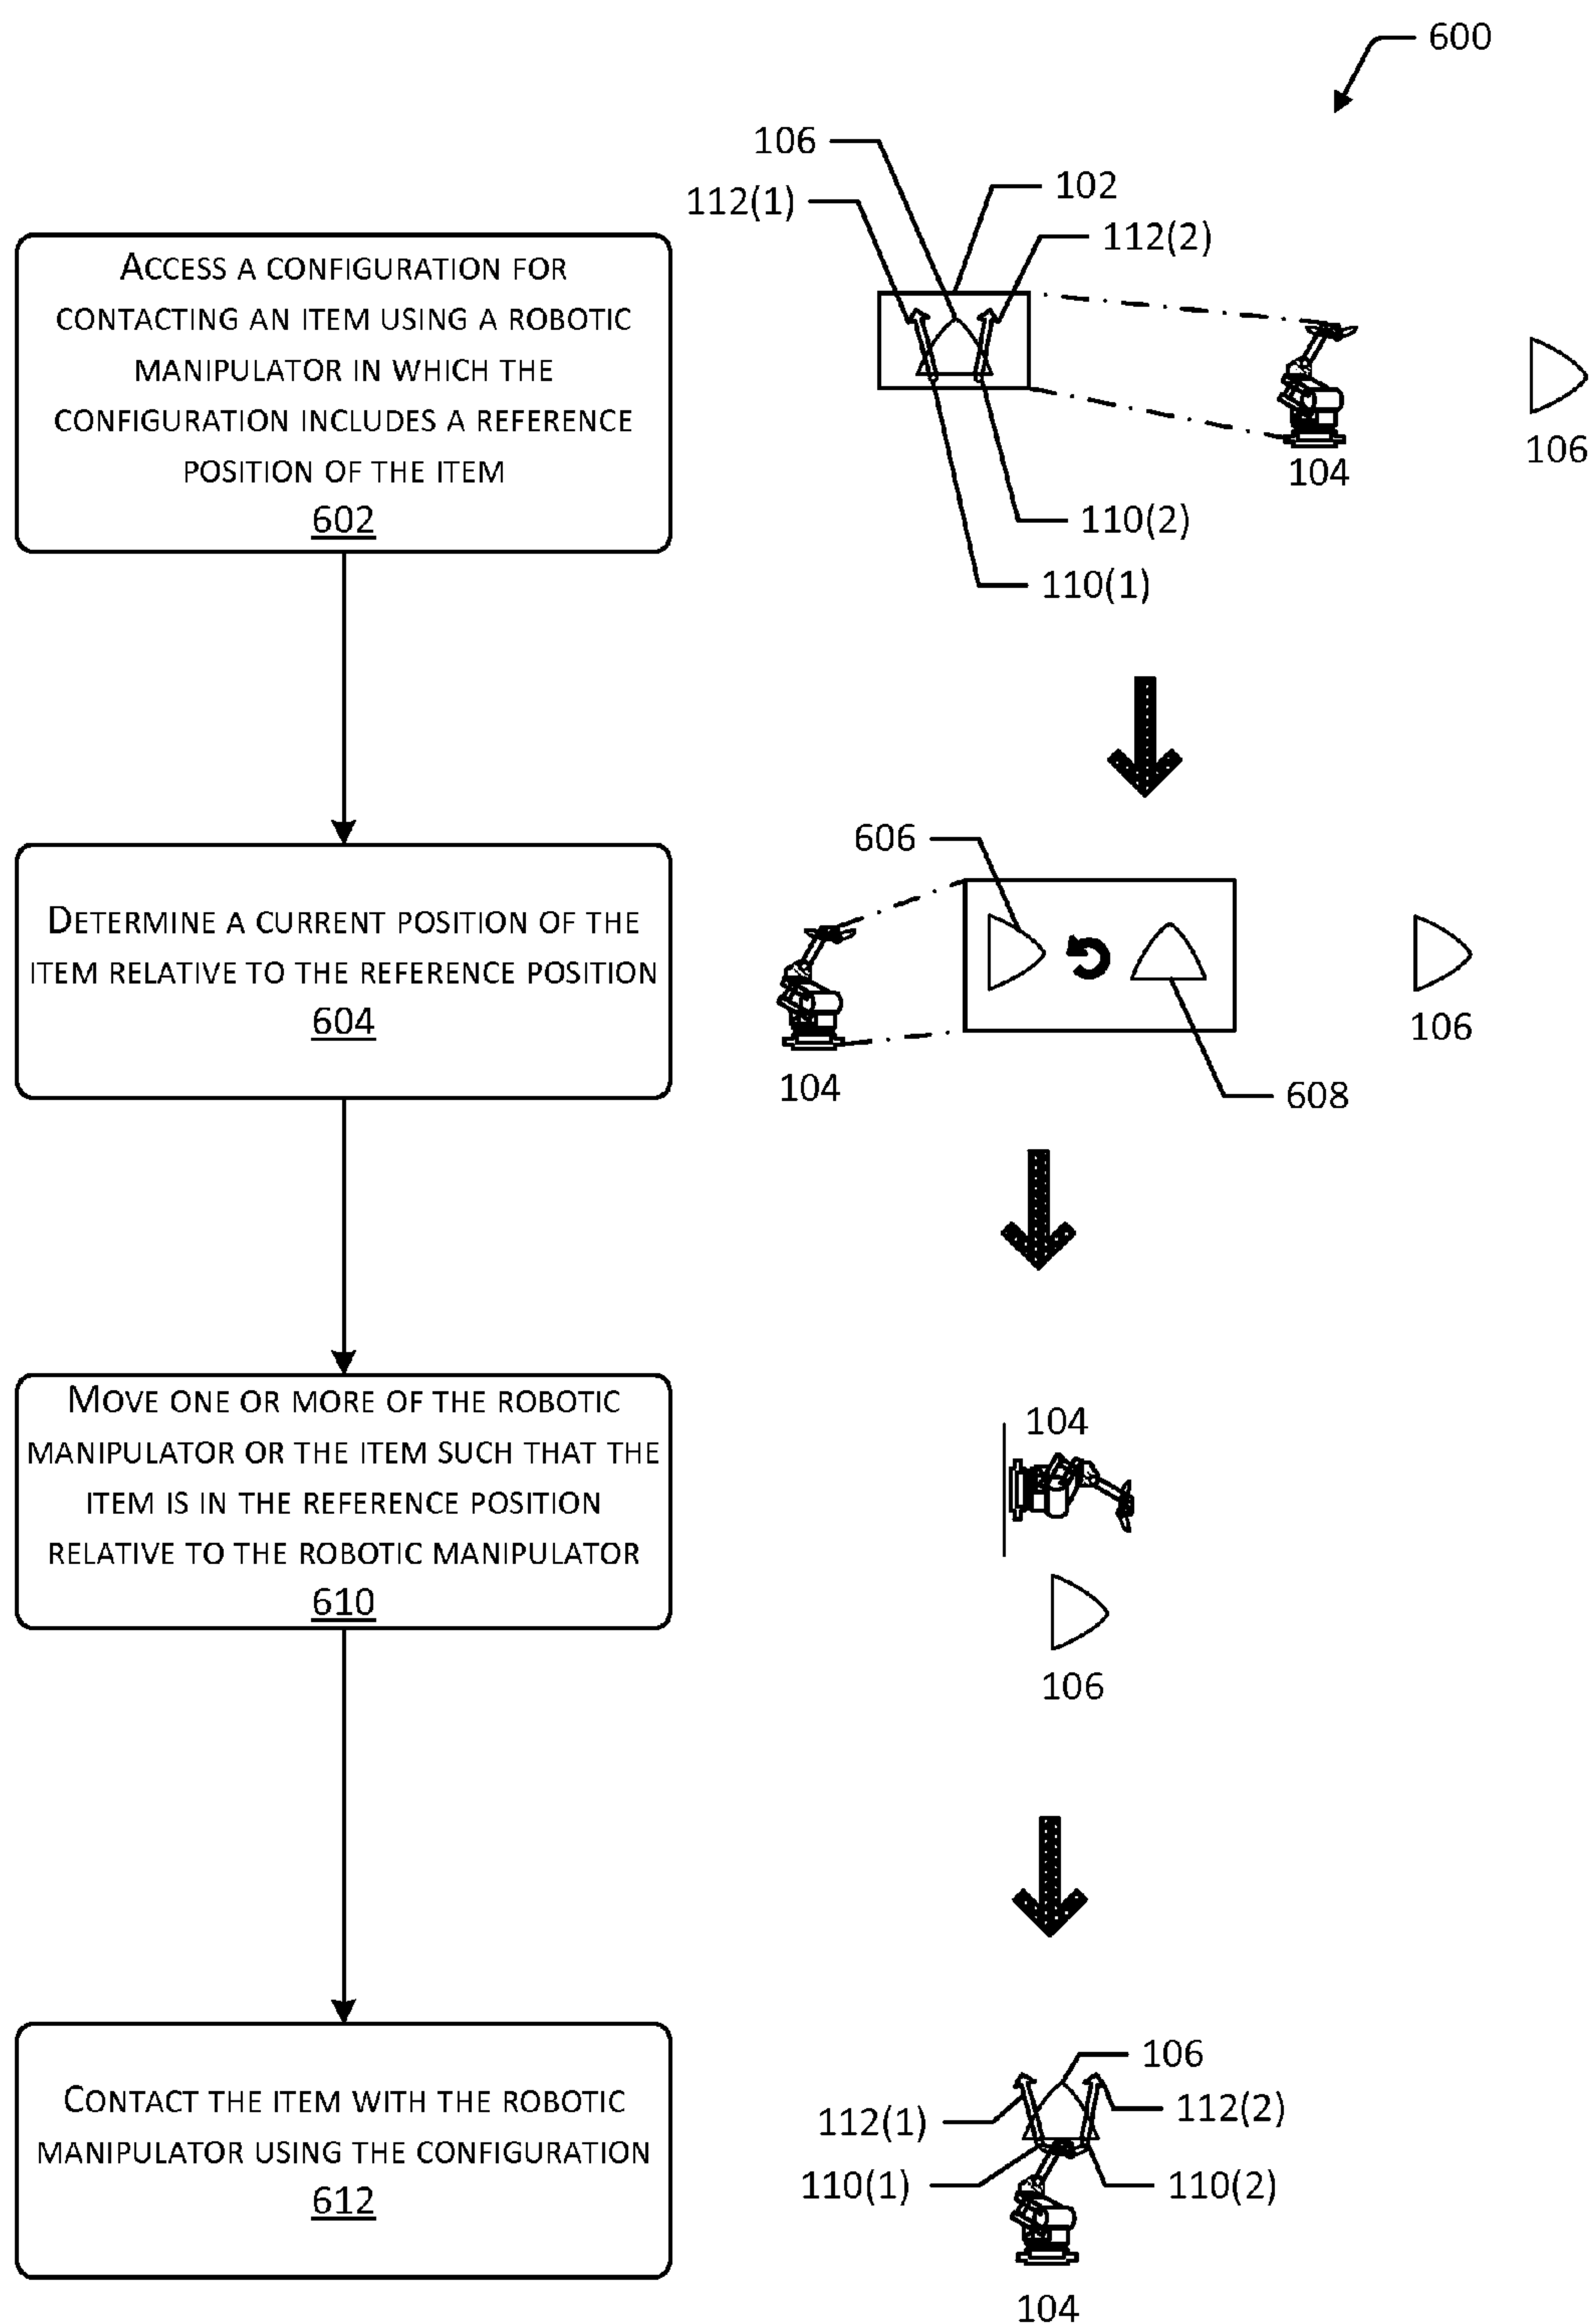 600
106
102
112(1)
112(2)
ACCESS A CONFIGURATION FOR
CONTACTING AN ITEM USING A ROBOTIC
MANIPULATOR IN WHICH THE
CONFIGURATION INCLUDES A REFERENCE
POSITION OF THE ITEM
602
104
106
110(2)
110(1)
606
DETERMINE A CURRENT POSITION OF THE
ITEM RELATIVE TO THE REFERENCE POSITION
604
104
106
608
MOVE ONE OR MORE OF THE ROBOTIC
MANIPULATOR OR THE ITEM SUCH THAT THE
ITEM IS IN THE REFERENCE POSITION
RELATIVE TO THE ROBOTIC MANIPULATOR
610
104
106
CONTACT THE ITEM WITH THE ROBOTIC
MANIPULATOR USING THE CONFIGURATION
612
106
112(1)
112(2)
110(1)
110(2)
104